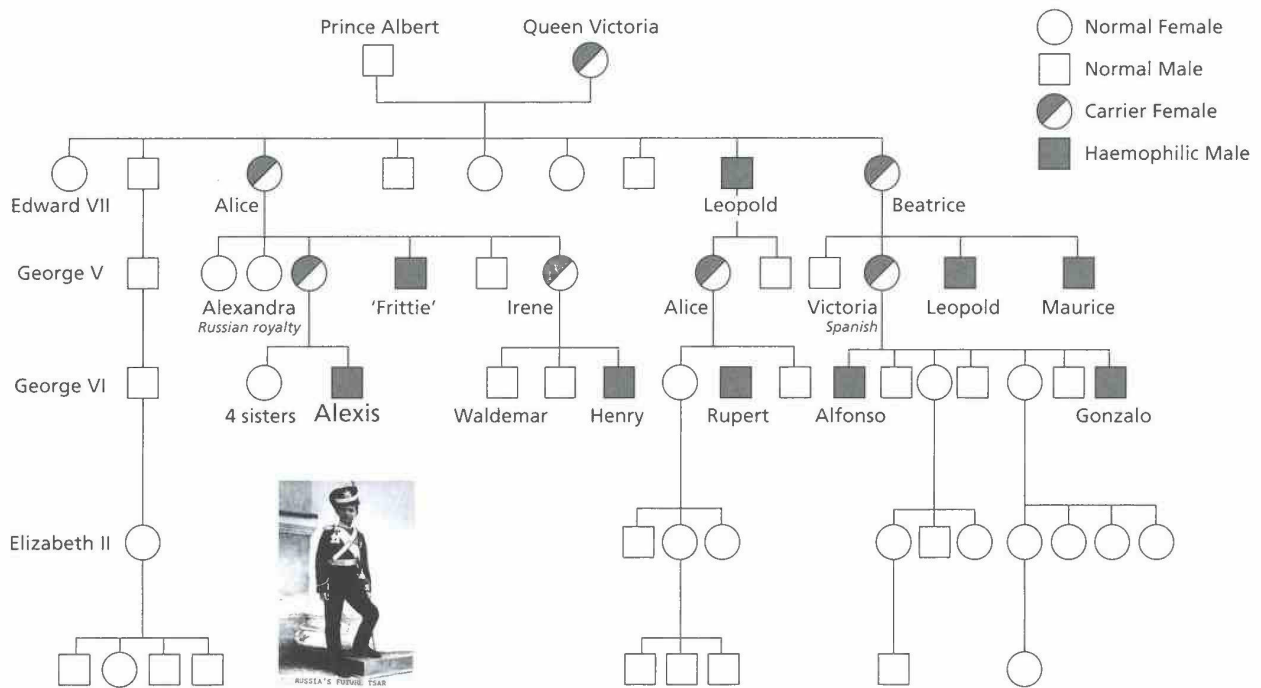 Prince Albert
Queen Victoria
Normal Female
Normal Male
Carrier Female
Haemophilic Male
Edward VII
Alice
Leopold
Beatrice
George V
Alexandra
Russian royalty
'Frittie'
Irene
Alice
Victoria
Spanish
Leopold
Maurice
George VI
4 sisters
Alexis
Waldemar
Henry
Rupert
Alfonso
Gonzalo
Elizabeth II
RUSSIA'S FUTURE TSAR